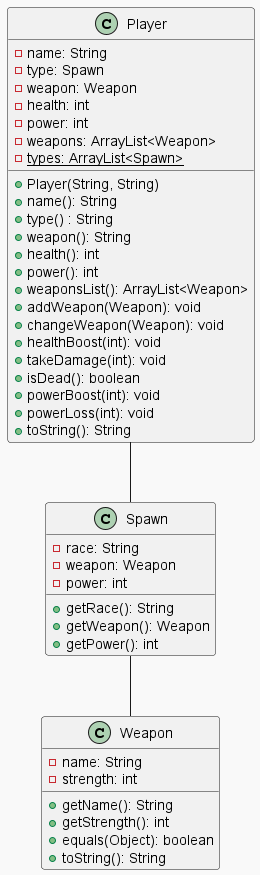 C Player
name: String
type: Spawn
weapon: Weapon
health: int
power: int
weapons: ArrayList<Weapon>
types: ArrayList<Spawn>
Player(String, String)
name(): String
type() : String
weapon(): String
health(): int
power(): int
weaponsList(): ArrayList<Weapon>
addWeapon(Weapon): void
changeWeapon(Weapon): void
healthBoost(int): void
takeDamage(int): void
isDead(): boolean
powerBoost(int): void
powerLoss(int): void
toString(): String
C Spawn
race: String
weapon: Weapon
power: int
getRace(): String
getWeapon(): Weapon
getPower(): int
C Weapon
name: String
strength: int
getName(): String
getStrength(): int
equals(Object): boolean
toString(): String